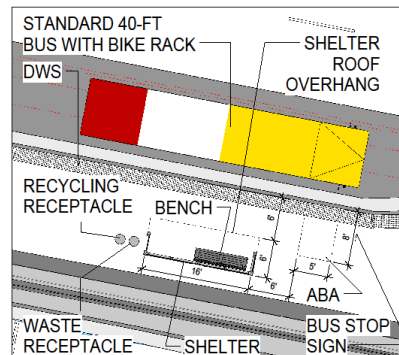 STANDARD 40-FT
BUS WITH BIKE RACK
SHELTER
ROOF
OVERHANG
DWS
RECYCLING
RECEPTACLE
BENCH
8'
8'
6'
16'
6'
5'
ABA
WASTE
RECEPTACLE
SHELTER
BUS STOP
SIGN